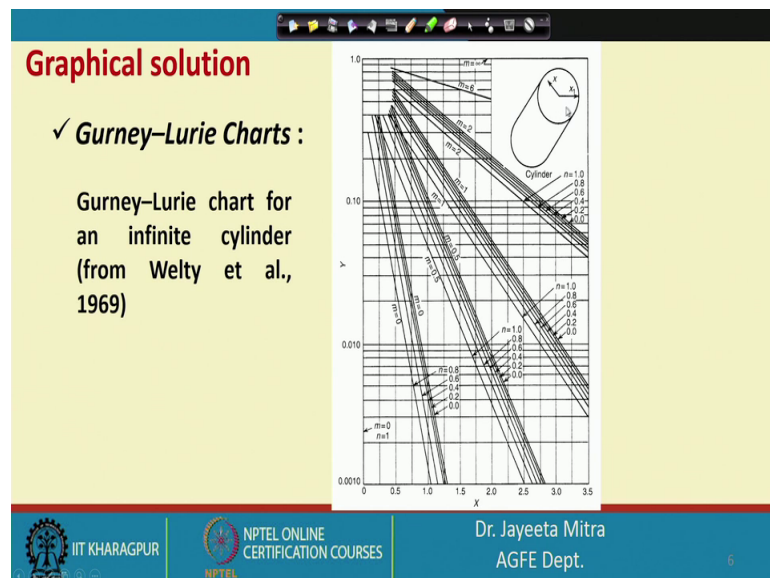 Graphical solution
✓ Gurney–Lurie Charts :
Gurney–Lurie chart for
an infinite cylinder
(from Welty et al.,
1969)
1.0
0.10
0.010
0.0010
Y
0 0.5 1.0 1.5 2.0 2.5 3.0 3.5
X
m=∞
m=6
m=2
m=2
m=1
m=1
m=0.5
m=0.5
m=0
m=0
x
x₁
Cylinder
n=1.0
0.8
0.6
0.4
0.2
0.0
n=1.0
0.8
0.6
0.4
0.2
0.0
n=1.0
0.8
0.6
0.4
0.2
0.0
n=0.8
0.6
0.4
0.2
0.0
m=0
n=1
IIT KHARAGPUR
NPTEL
NPTEL ONLINE
CERTIFICATION COURSES
Dr. Jayeeta Mitra
AGFE Dept.
6